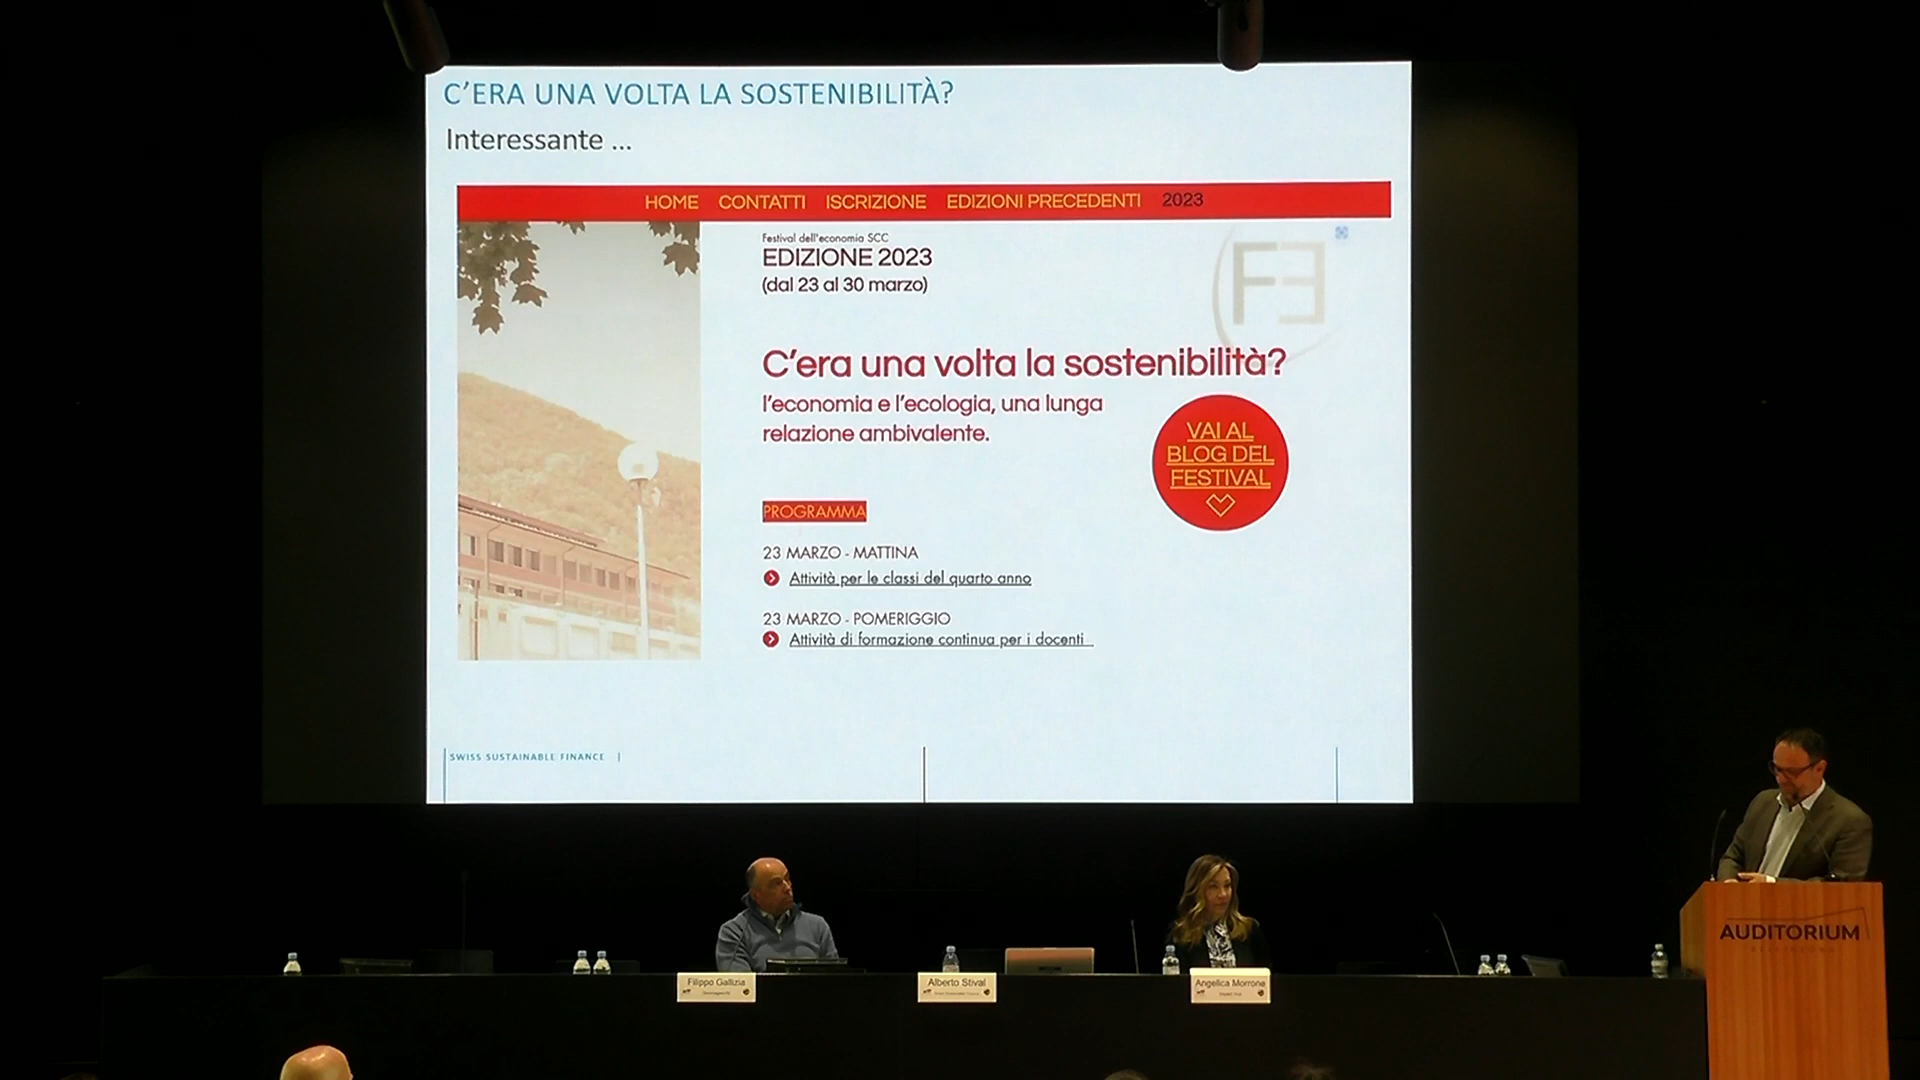 C'ERA UNA VOLTA LA SOSTENIBILITÀ?
Interessante ...
HOME CONTATTI ISCRIZIONE EDIZIONI PRECEDENTI 2023
Festival dell'economia SCC
EDIZIONE 2023
(dal 23 al 30 marzo)
FE
C'era una volta la sostenibilità?
l'economia e l'ecologia, una lunga
relazione ambivalente.
VAI AL
BLOG DEL
FESTIVAL
PROGRAMMA
23 MARZO - MATTINA
Attività per le classi del quarto anno
23 MARZO - POMERIGGIO
Attività di formazione continua per i docenti
SWISS SUSTAINABLE FINANCE |
AUDITORIUM
Filippo Gallizia
Alberto Stival
Angelica Morrone